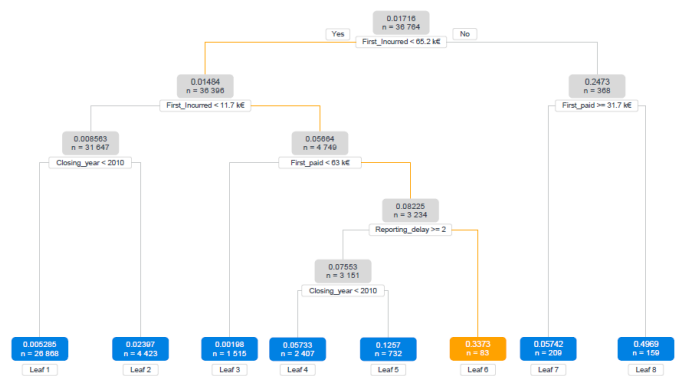 0.01716
n = 36 764
Yes
No
First_Incurred < 65.2 k€
0.01484
n = 36 396
First_Incurred < 11.7 k€
0.2473
n = 368
First_paid >= 31.7 k€
0.008563
n = 31 647
Closing_year < 2010
0.05664
n = 4 749
First_paid < 63 k€
0.08225
n = 3 234
Reporting_delay >= 2
0.07553
n = 3 151
Closing_year < 2010
0.005285
n = 26 868
Leaf 1
0.02397
n = 4 423
Leaf 2
0.00198
n = 1 515
Leaf 3
0.05733
n = 2 407
Leaf 4
0.1257
n = 732
Leaf 5
0.3373
n = 83
Leaf 6
0.05742
n = 209
Leaf 7
0.4969
n = 159
Leaf 8